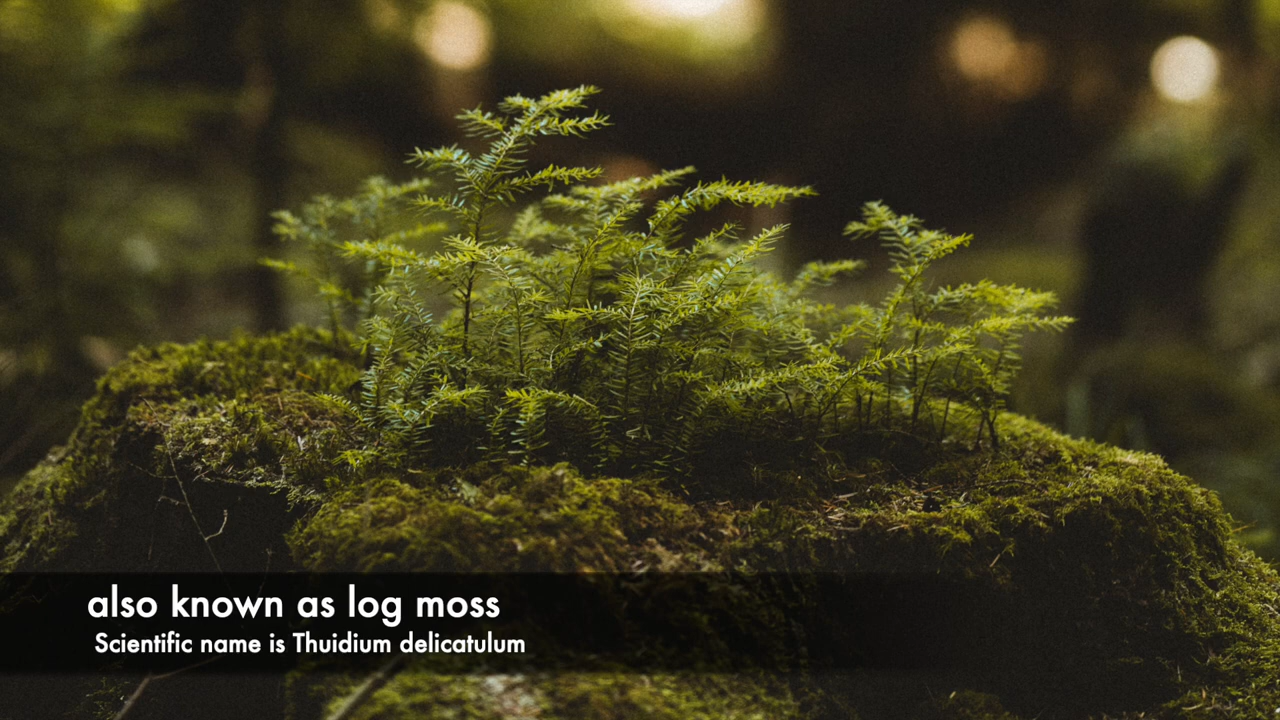 also known as log moss
Scientific name is Thuidium delicatulum